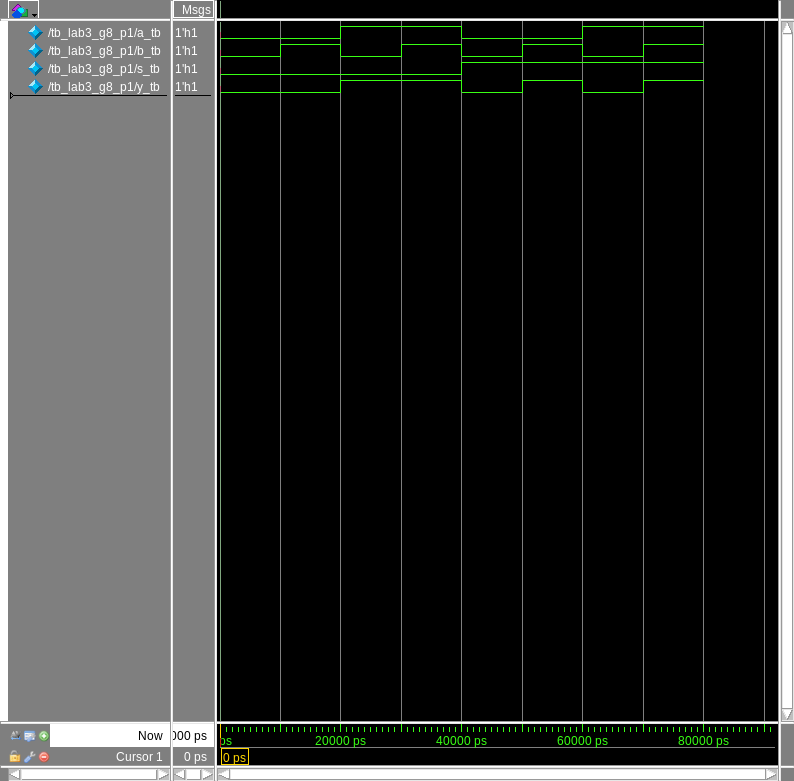 Msgs
/tb_lab3_g8_p1/a_tb 1'h1
/tb_lab3_g8_p1/b_tb 1'h1
/tb_lab3_g8_p1/s_tb 1'h1
/tb_lab3_g8_p1/y_tb 1'h1
Now 000 ps ps 20000 ps 40000 ps 60000 ps 80000 ps
Cursor 1 0 ps 0 ps